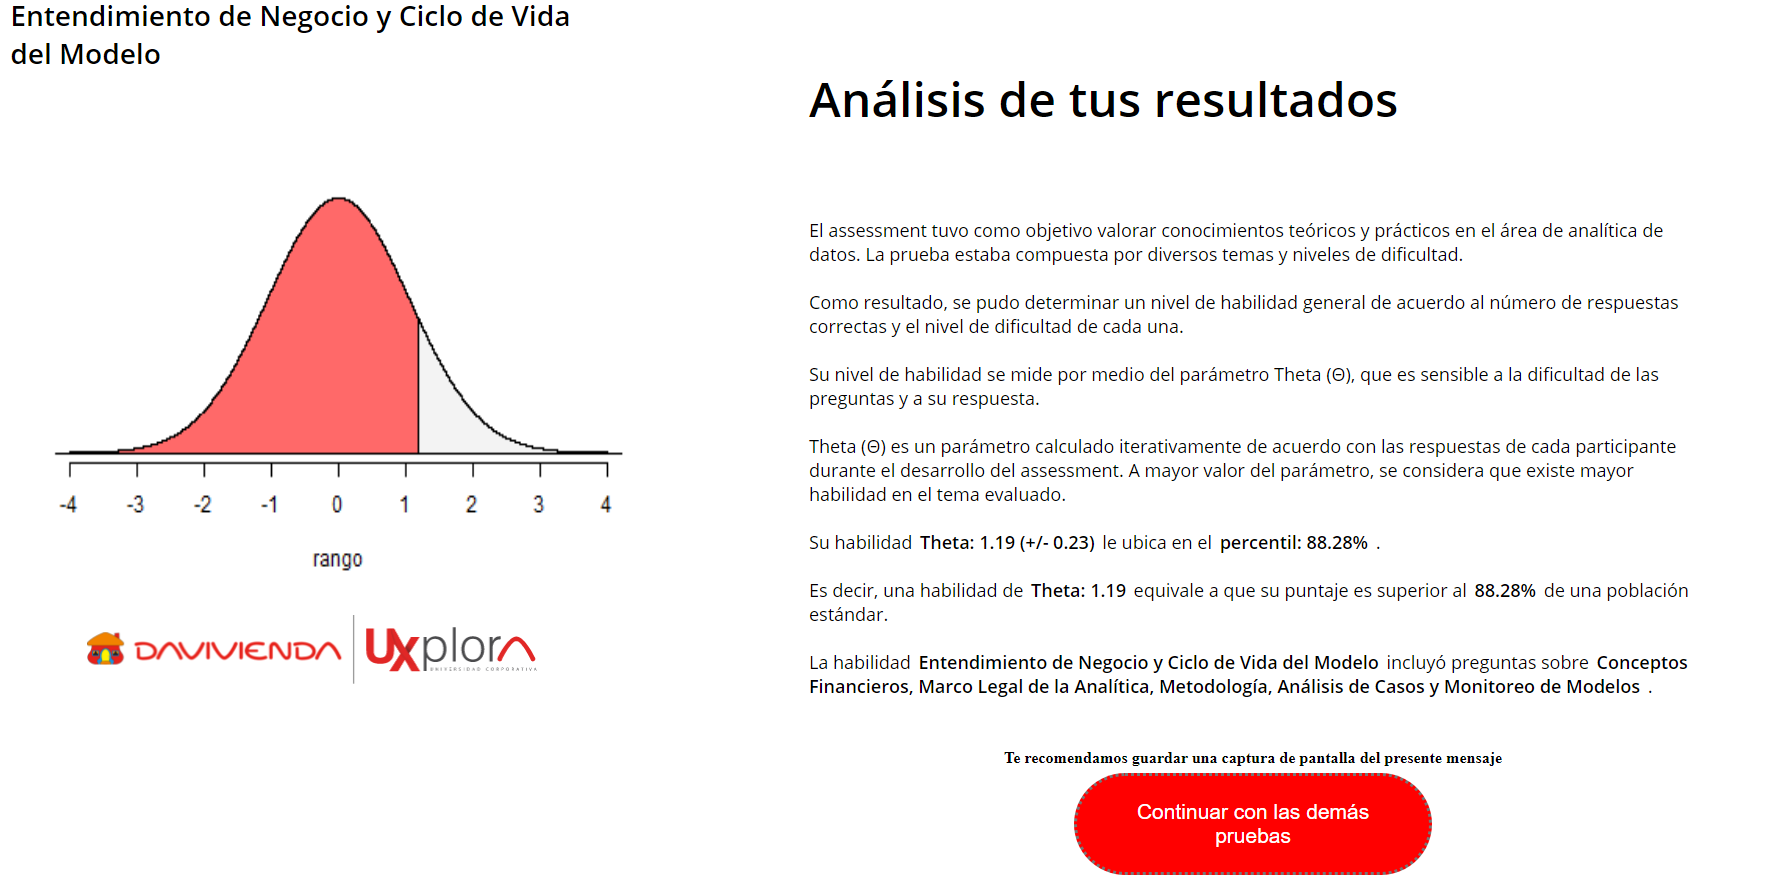 Entendimiento de Negocio y Ciclo de Vida
del Modelo
-4 -3 -2 -1 0 1 2 3 4
rango
DAVIVIENDA
UXplora
UNIVERSIDAD CORPORATIVA
Análisis de tus resultados
El assessment tuvo como objetivo valorar conocimientos teóricos y prácticos en el área de analítica de
datos. La prueba estaba compuesta por diversos temas y niveles de dificultad.
Como resultado, se pudo determinar un nivel de habilidad general de acuerdo al número de respuestas
correctas y el nivel de dificultad de cada una.
Su nivel de habilidad se mide por medio del parámetro Theta (Θ), que es sensible a la dificultad de las
preguntas y a su respuesta.
Theta (Θ) es un parámetro calculado iterativamente de acuerdo con las respuestas de cada participante
durante el desarrollo del assessment. A mayor valor del parámetro, se considera que existe mayor
habilidad en el tema evaluado.
Su habilidad Theta: 1.19 (+/- 0.23) le ubica en el percentil: 88.28% .
Es decir, una habilidad de Theta: 1.19 equivale a que su puntaje es superior al 88.28% de una población
estándar.
La habilidad Entendimiento de Negocio y Ciclo de Vida del Modelo incluyó preguntas sobre Conceptos
Financieros, Marco Legal de la Analítica, Metodología, Análisis de Casos y Monitoreo de Modelos .
Te recomendamos guardar una captura de pantalla del presente mensaje
Continuar con las demás
pruebas